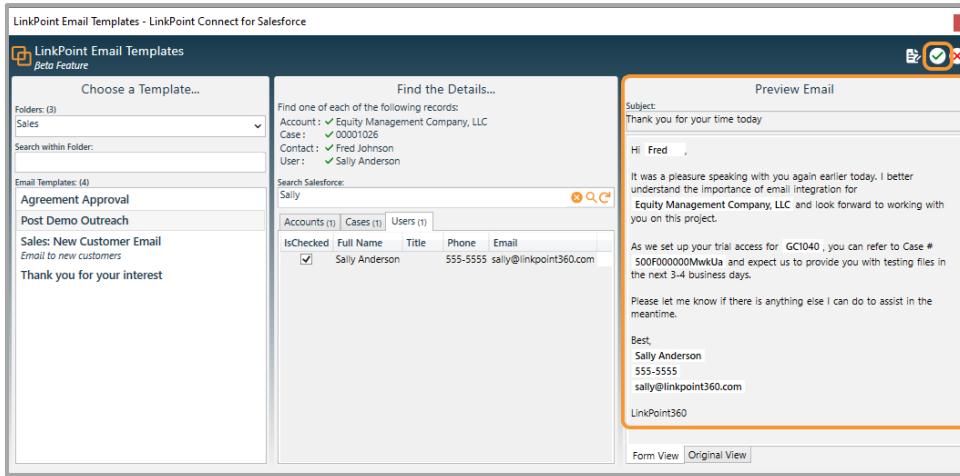 LinkPoint Email Templates - LinkPoint Connect for Salesforce
LinkPoint Email Templates
Beta Feature
Choose a Template...
Folders: (3)
Sales
Search within Folder:
Email Templates: (4)
Agreement Approval
Post Demo Outreach
Sales: New Customer Email
Email to new customers
Thank you for your interest
Find the Details...
Find one of each of the following records:
Account: ✓ Equity Management Company, LLC
Case: ✓ 00001026
Contact: ✓ Fred Johnson
User: ✓ Sally Anderson
Search Salesforce:
Sally
Accounts (1) Cases (1) Users (1)
IsChecked Full Name Title Phone Email
Sally Anderson 555-5555 sally@linkpoint360.com
Preview Email
Subject:
Thank you for your time today
Hi Fred ,
It was a pleasure speaking with you again earlier today. I better
understand the importance of email integration for
Equity Management Company, LLC and look forward to working with
you on this project.
As we set up your trial access for GC1040 , you can refer to Case #
500F000000MwkUa and expect us to provide you with testing files in
the next 3-4 business days.
Please let me know if there is anything else I can do to assist in the
meantime.
Best,
Sally Anderson
555-5555
sally@linkpoint360.com
LinkPoint360
Form View Original View